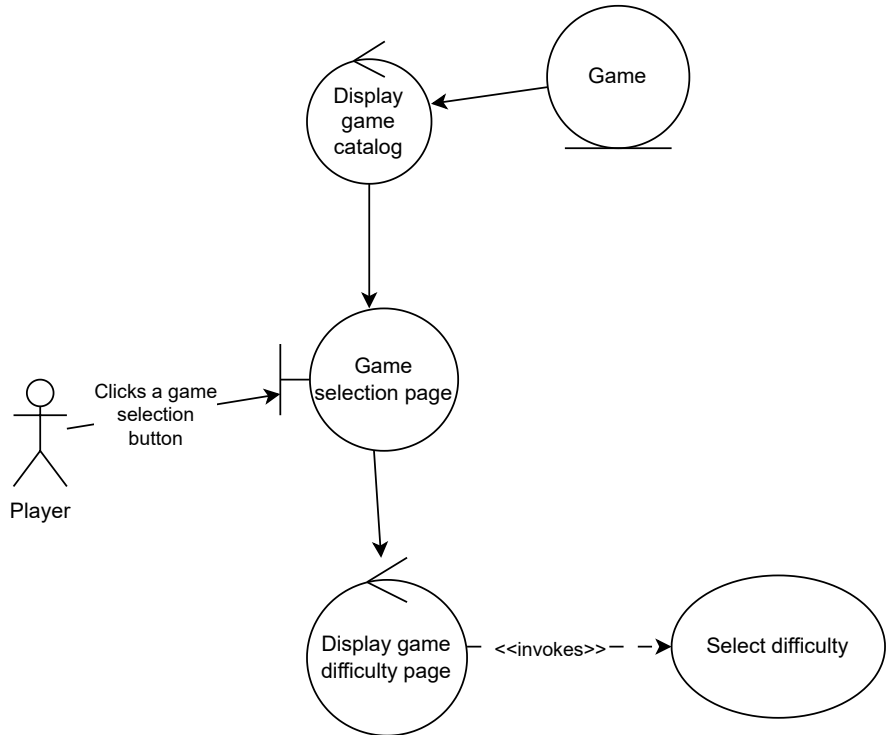 Display
game
catalog
Game
Game
selection page
Clicks a game
selection
button
Player
Display game
difficulty page
<<invokes>>
Select difficulty